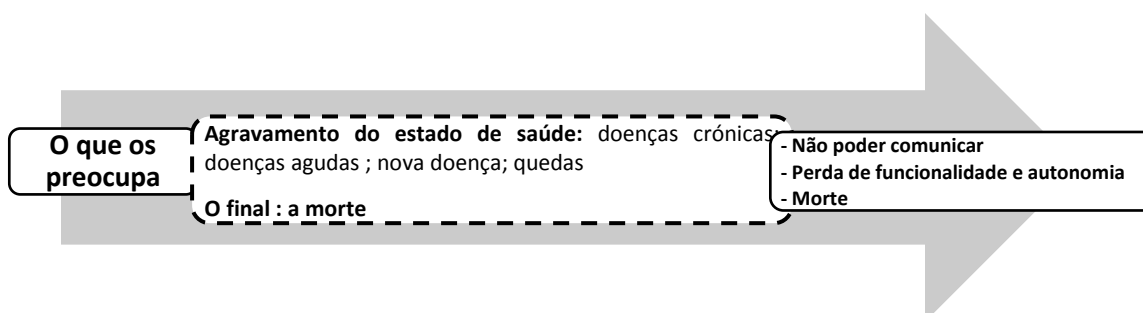 O que os
preocupa
Agravamento do estado de saúde: doenças crónicas;
doenças agudas ; nova doença; quedas
O final : a morte
- Não poder comunicar
- Perda de funcionalidade e autonomia
- Morte